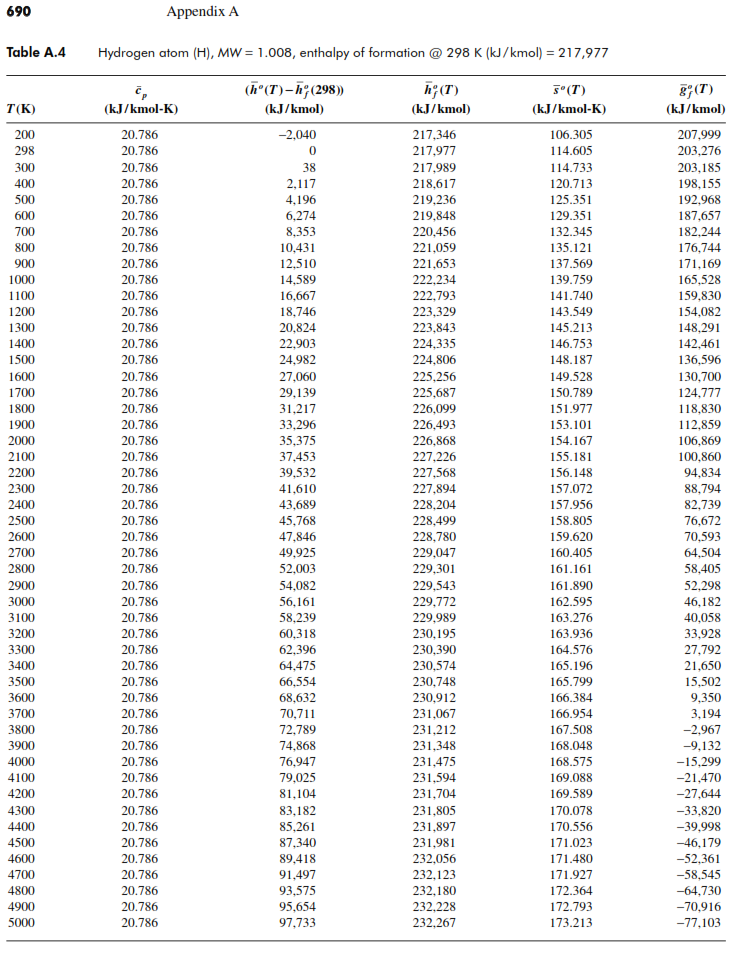 690 Appendix A
Table A.4 Hydrogen atom (H), MW = 1.008, enthalpy of formation @ 298 K (kJ/kmol) = 217,977
c̄p (h̄°(T) – h̄°f(298)) h̄°f(T) s̄°(T) ḡ°f(T)
T(K) (kJ/kmol-K) (kJ/kmol) (kJ/kmol) (kJ/kmol-K) (kJ/kmol)
200 20.786 –2,040 217,346 106.305 207,999
298 20.786 0 217,977 114.605 203,276
300 20.786 38 217,989 114.733 203,185
400 20.786 2,117 218,617 120.713 198,155
500 20.786 4,196 219,236 125.351 192,968
600 20.786 6,274 219,848 129.351 187,657
700 20.786 8,353 220,456 132.345 182,244
800 20.786 10,431 221,059 135.121 176,744
900 20.786 12,510 221,653 137.569 171,169
1000 20.786 14,589 222,234 139.759 165,528
1100 20.786 16,667 222,793 141.740 159,830
1200 20.786 18,746 223,329 143.549 154,082
1300 20.786 20,824 223,843 145.213 148,291
1400 20.786 22,903 224,335 146.753 142,461
1500 20.786 24,982 224,806 148.187 136,596
1600 20.786 27,060 225,256 149.528 130,700
1700 20.786 29,139 225,687 150.789 124,777
1800 20.786 31,217 226,099 151.977 118,830
1900 20.786 33,296 226,493 153.101 112,859
2000 20.786 35,375 226,868 154.167 106,869
2100 20.786 37,453 227,226 155.181 100,860
2200 20.786 39,532 227,568 156.148 94,834
2300 20.786 41,610 227,894 157.072 88,794
2400 20.786 43,689 228,204 157.956 82,739
2500 20.786 45,768 228,499 158.805 76,672
2600 20.786 47,846 228,780 159.620 70,593
2700 20.786 49,925 229,047 160.405 64,504
2800 20.786 52,003 229,301 161.161 58,405
2900 20.786 54,082 229,543 161.890 52,298
3000 20.786 56,161 229,772 162.595 46,182
3100 20.786 58,239 229,989 163.276 40,058
3200 20.786 60,318 230,195 163.936 33,928
3300 20.786 62,396 230,390 164.576 27,792
3400 20.786 64,475 230,574 165.196 21,650
3500 20.786 66,554 230,748 165.799 15,502
3600 20.786 68,632 230,912 166.384 9,350
3700 20.786 70,711 231,067 166.954 3,194
3800 20.786 72,789 231,212 167.508 –2,967
3900 20.786 74,868 231,348 168.048 –9,132
4000 20.786 76,947 231,475 168.575 –15,299
4100 20.786 79,025 231,594 169.088 –21,470
4200 20.786 81,104 231,704 169.589 –27,644
4300 20.786 83,182 231,805 170.078 –33,820
4400 20.786 85,261 231,897 170.556 –39,998
4500 20.786 87,340 231,981 171.023 –46,179
4600 20.786 89,418 232,056 171.480 –52,361
4700 20.786 91,497 232,123 171.927 –58,545
4800 20.786 93,575 232,180 172.364 –64,730
4900 20.786 95,654 232,228 172.793 –70,916
5000 20.786 97,733 232,267 173.213 –77,103